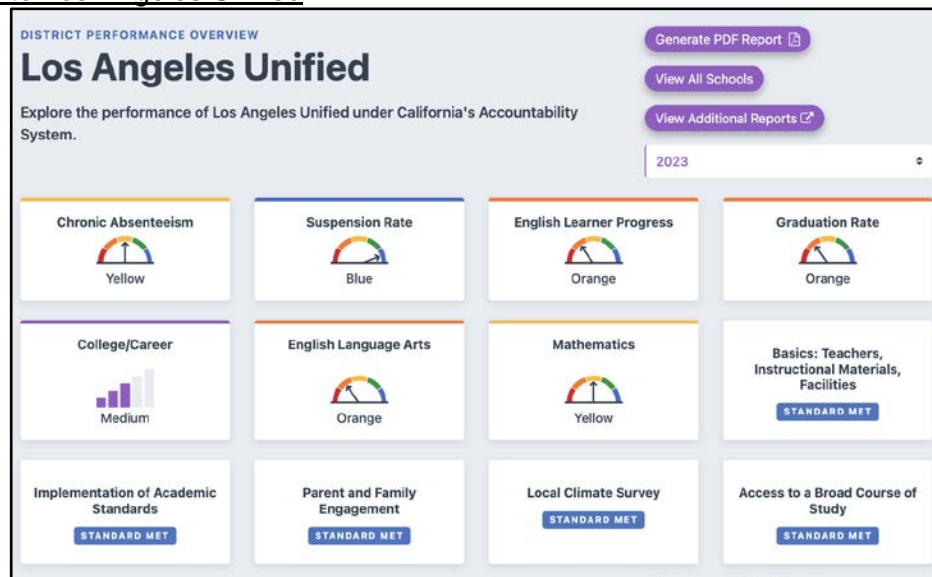 DISTRICT PERFORMANCE OVERVIEW
Los Angeles Unified
Explore the performance of Los Angeles Unified under California's Accountability
System.
Generate PDF Report
View All Schools
View Additional Reports
2023
Chronic Absenteeism
Yellow
Suspension Rate
Blue
English Learner Progress
Orange
Graduation Rate
Orange
College/Career
Medium
English Language Arts
Orange
Mathematics
Yellow
Basics: Teachers,
Instructional Materials,
Facilities
STANDARD MET
Implementation of Academic
Standards
STANDARD MET
Parent and Family
Engagement
STANDARD MET
Local Climate Survey
STANDARD MET
Access to a Broad Course of
Study
STANDARD MET